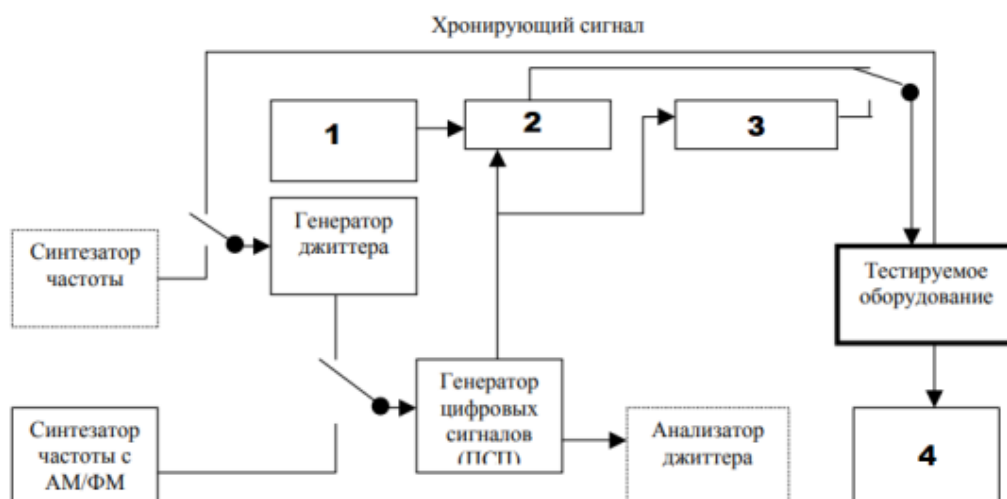 Хронирующий сигнал
1
2
3
Генератор
джиттера
Синтезатор
частоты
Тестируемое
оборудование
Генератор
цифровых
сигналов
(ПСП)
Синтезатор
частоты с
АМ/ФМ
Анализатор
джиттера
4